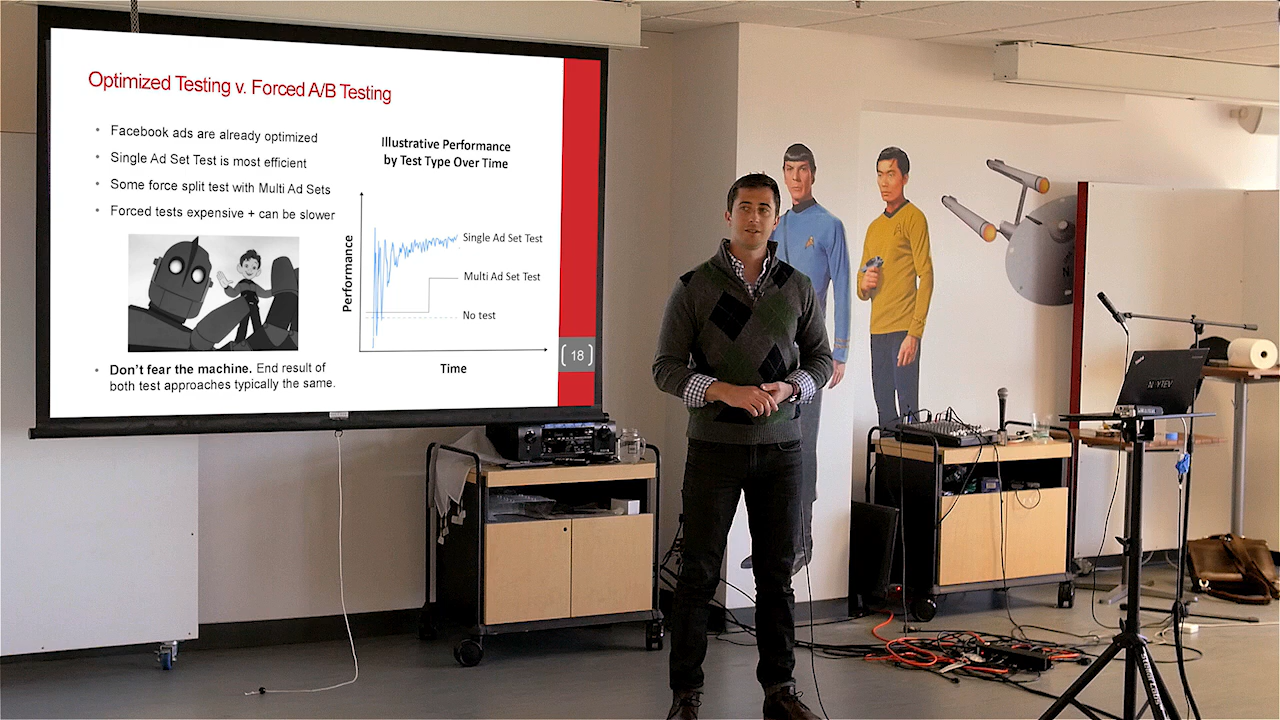 Optimized Testing v. Forced A/B Testing
• Facebook ads are already optimized
• Single Ad Set Test is most efficient
• Some force split test with Multi Ad Sets
• Forced tests expensive + can be slower
Illustrative Performance
by Test Type Over Time
Performance
Single Ad Set Test
Multi Ad Set Test
No test
Time
• Don't fear the machine. End result of
both test approaches typically the same.
18